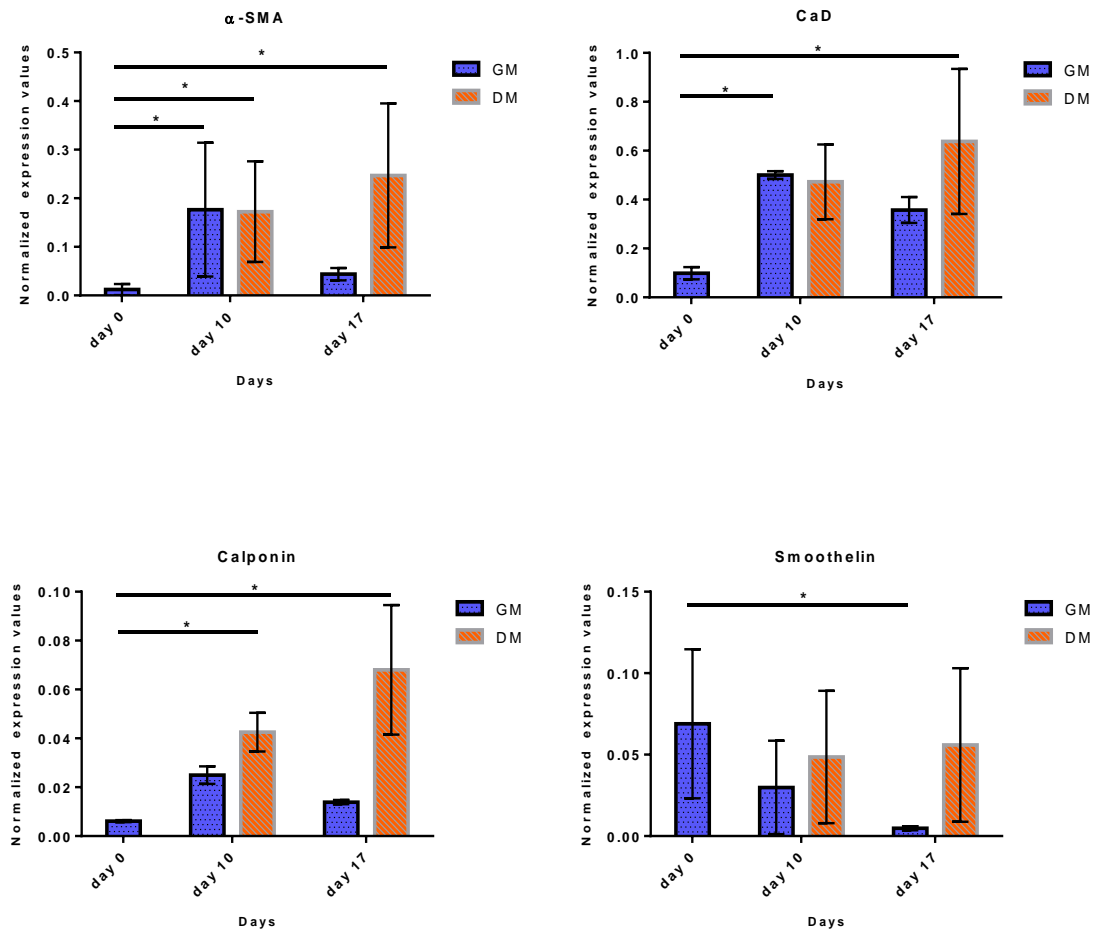 α-SMA
*
*
*
Normalized expression values
0.5
0.4
0.3
0.2
0.1
0.0
day 0
day 10
day 17
Days
GM
DM
CaD
*
*
Normalized expression values
1.0
0.8
0.6
0.4
0.2
0.0
day 0
day 10
day 17
Days
GM
DM
Calponin
*
*
Normalized expression values
0.10
0.08
0.06
0.04
0.02
0.00
day 0
day 10
day 17
Days
GM
DM
Smoothelin
*
Normalized expression values
0.15
0.10
0.05
0.00
day 0
day 10
day 17
Days
GM
DM